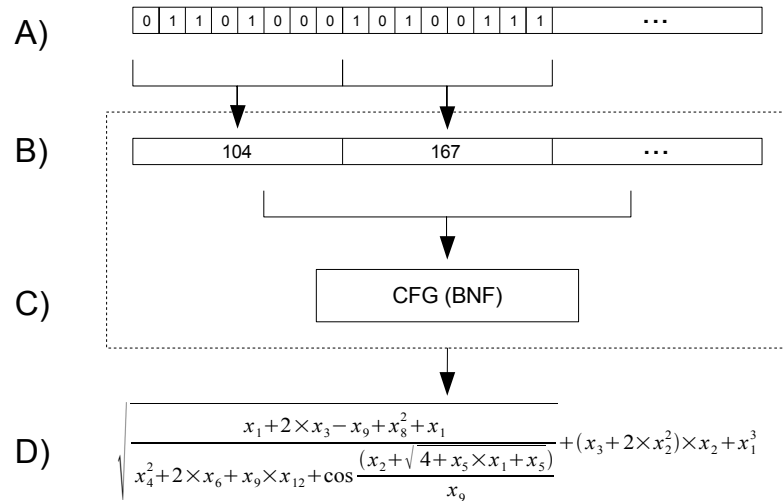 A) 0 1 1 0 1 0 0 0 1 0 1 0 0 1 1 1 ...
B) 104 167 ...
C) CFG (BNF)
D) √((x₁+2×x₃−x₉+x₈²+x₁)/(x₄²+2×x₆+x₉×x₁₂+cos((x₂+√(4+x₅×x₁+x₅))/x₉)))+(x₃+2×x₂²)×x₂+x₁³